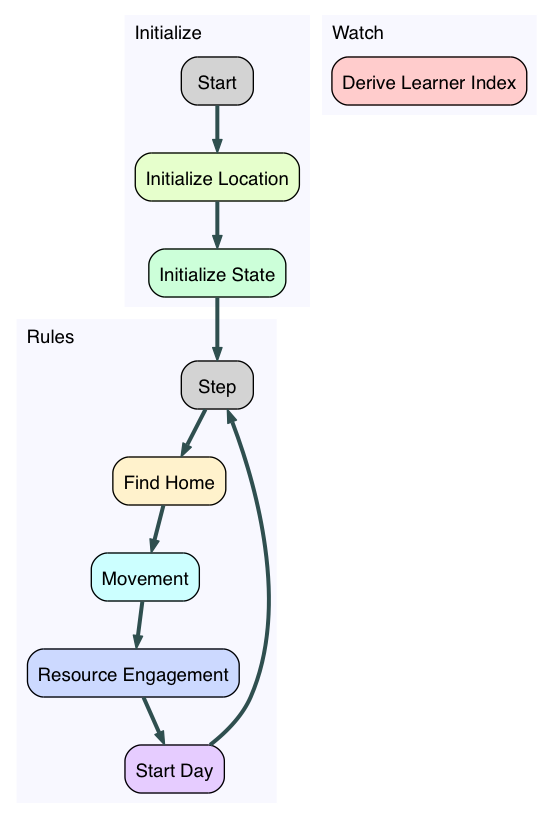 Initialize
Start
Initialize Location
Initialize State
Watch
Derive Learner Index
Rules
Step
Find Home
Movement
Resource Engagement
Start Day